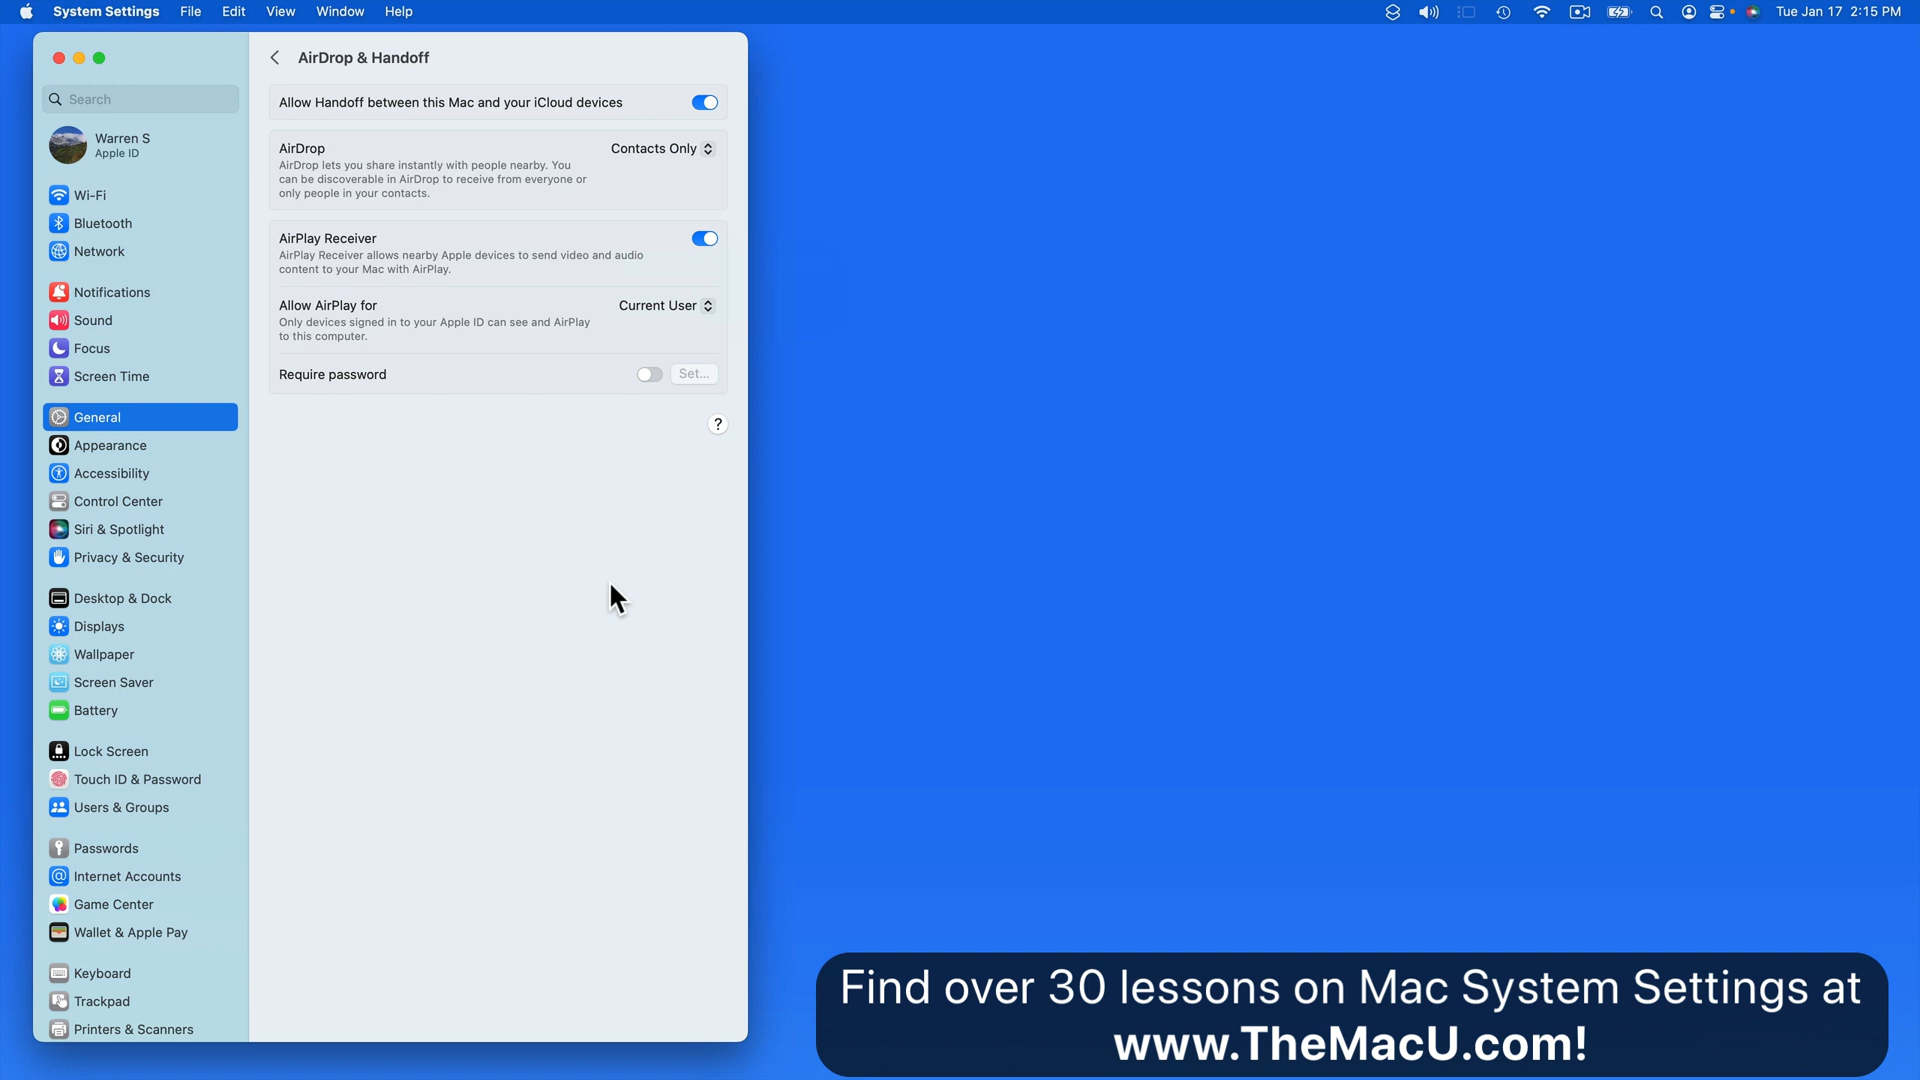 System Settings File Edit View Window Help Tue Jan 17 2:15 PM
Search
Warren S
Apple ID
Wi-Fi
Bluetooth
Network
Notifications
Sound
Focus
Screen Time
General
Appearance
Accessibility
Control Center
Siri & Spotlight
Privacy & Security
Desktop & Dock
Displays
Wallpaper
Screen Saver
Battery
Lock Screen
Touch ID & Password
Users & Groups
Passwords
Internet Accounts
Game Center
Wallet & Apple Pay
Keyboard
Trackpad
Printers & Scanners
AirDrop & Handoff
Allow Handoff between this Mac and your iCloud devices
AirDrop Contacts Only
AirDrop lets you share instantly with people nearby. You
can be discoverable in AirDrop to receive from everyone or
only people in your contacts.
AirPlay Receiver
AirPlay Receiver allows nearby Apple devices to send video and audio
content to your Mac with AirPlay.
Allow AirPlay for Current User
Only devices signed in to your Apple ID can see and AirPlay
to this computer.
Require password Set...
?
Find over 30 lessons on Mac System Settings at
www.TheMacU.com!